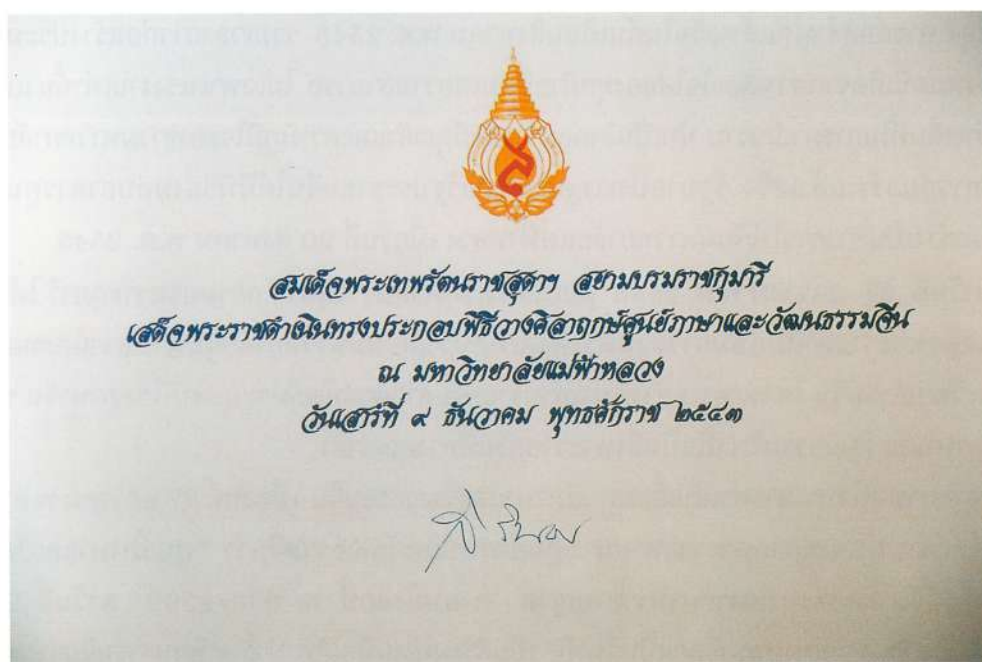 สมเด็จพระเทพรัตนราชสุดาฯ สยามบรมราชกุมารี
เสด็จพระราชดำเนินทรงประกอบพิธีวางศิลาฤกษ์ศูนย์ภาษาและวัฒนธรรมจีน
ณ มหาวิทยาลัยแม่ฟ้าหลวง
วันเสาร์ที่ ๙ ธันวาคม พุทธศักราช ๒๕๔๓
สิรินธร